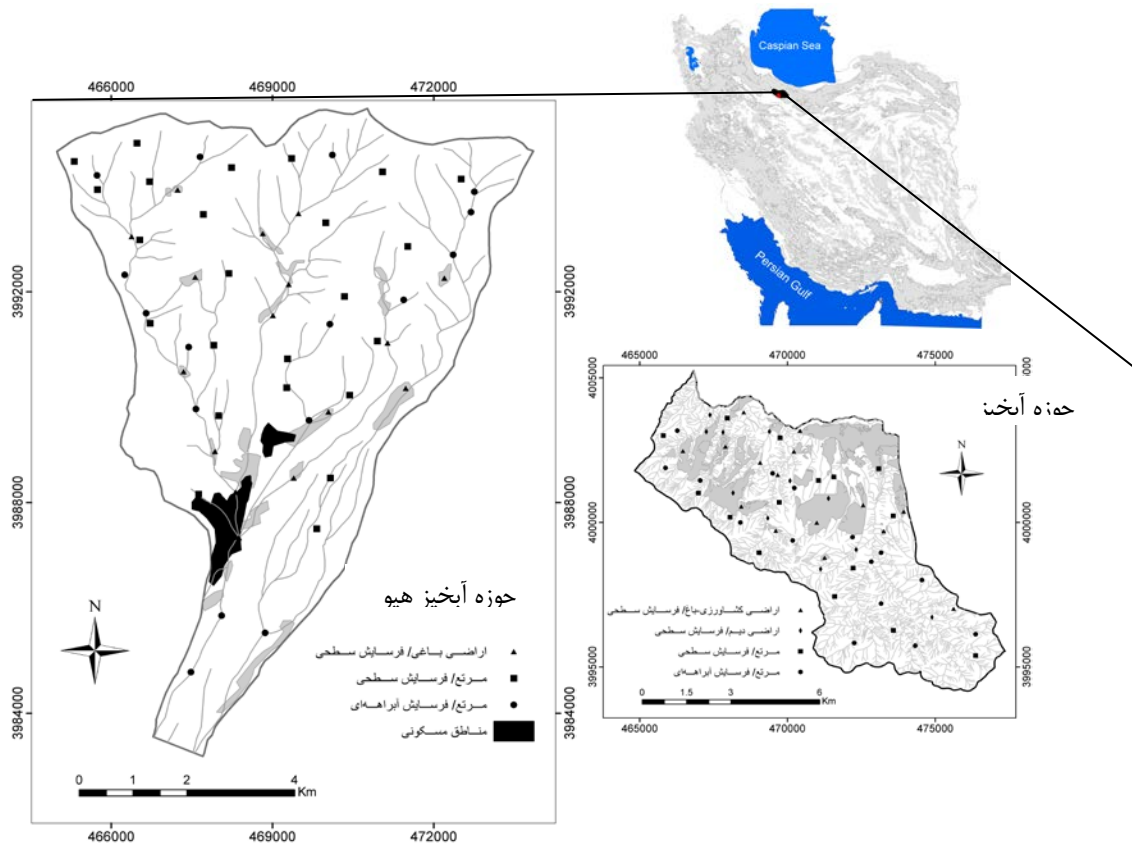 Caspian Sea
Persian Gulf
466000 469000 472000
3992000 3992000
3988000 3988000
3984000 3984000
N
حوزه آبخیز هیو
اراضی باغی/ فرسایش سطحی
مرتع/ فرسایش سطحی
مرتع/ فرسایش آبراهه‌ای
مناطق مسکونی
0 1 2 4
Km
466000 469000 472000
465000 470000 475000
4005000
حوزه آبخیز
N
4000000 4000000
اراضی کشاورزی-باغ/ فرسایش سطحی
اراضی دیم/ فرسایش سطحی
مرتع/ فرسایش سطحی
مرتع/ فرسایش آبراهه‌ای
3995000 3995000
0 1.5 3 6
Km
465000 470000 475000